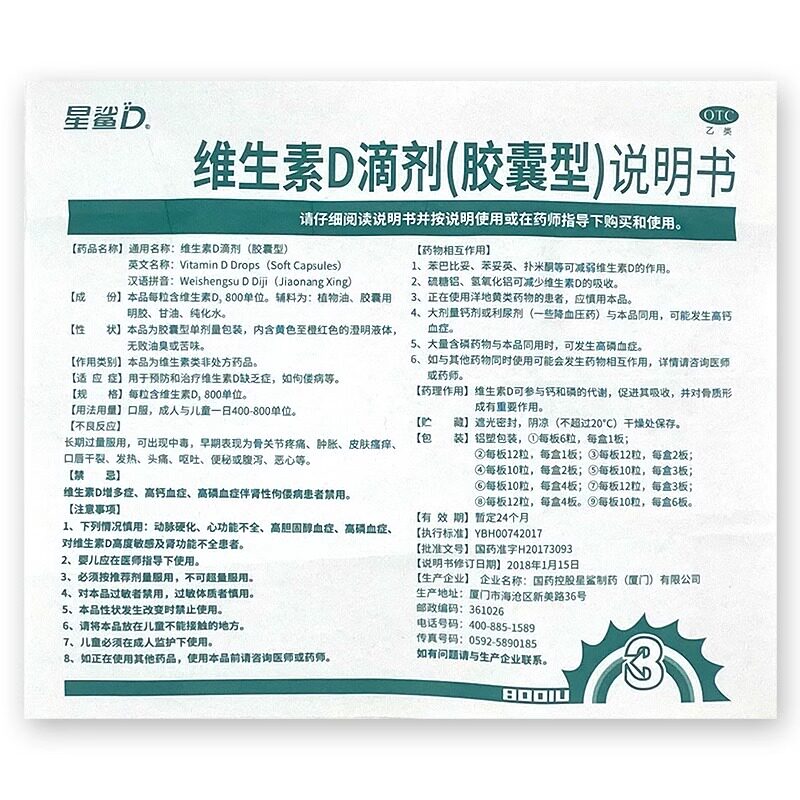 星鲨D
OTC
乙类
维生素D滴剂(胶囊型)说明书
请仔细阅读说明书并按说明使用或在药师指导下购买和使用。
【药品名称】通用名称：维生素D滴剂（胶囊型）
英文名称：Vitamin D Drops（Soft Capsules）
汉语拼音：Weishengsu D Diji（Jiaonang Xing）
【成 份】本品每粒含维生素D₃ 800单位。辅料为：植物油、胶囊用
明胶、甘油、纯化水。
【性 状】本品为胶囊型单剂量包装，内含黄色至橙红色的澄明液体，
无败油臭或苦味。
【作用类别】本品为维生素类非处方药品。
【适 应 症】用于预防和治疗维生素D缺乏症，如佝偻病等。
【规 格】每粒含维生素D₃ 800单位。
【用法用量】口服，成人与儿童一日400-800单位。
【不良反应】
长期过量服用，可出现中毒，早期表现为骨关节疼痛、肿胀、皮肤瘙痒、
口唇干裂、发热、头痛、呕吐、便秘或腹泻、恶心等。
【禁 忌】
维生素D增多症、高钙血症、高磷血症伴肾性佝偻病患者禁用。
【注意事项】
1、下列情况慎用：动脉硬化、心功能不全、高胆固醇血症、高磷血症、
对维生素D高度敏感及肾功能不全患者。
2、婴儿应在医师指导下使用。
3、必须按推荐剂量服用，不可超量服用。
4、对本品过敏者禁用，过敏体质者慎用。
5、本品性状发生改变时禁止使用。
6、请将本品放在儿童不能接触的地方。
7、儿童必须在成人监护下使用。
8、如正在使用其他药品，使用本品前请咨询医师或药师。
【药物相互作用】
1、苯巴比妥、苯妥英、扑米酮等可减弱维生素D的作用。
2、硫糖铝、氢氧化铝可减少维生素D的吸收。
3、正在使用洋地黄类药物的患者，应慎用本品。
4、大剂量钙剂或利尿剂（一些降血压药）与本品同用，可能发生高钙
血症。
5、大量含磷药物与本品同用时，可发生高磷血症。
6、如与其他药物同时使用可能会发生药物相互作用，详情请咨询医师
或药师。
【药理作用】维生素D可参与钙和磷的代谢，促进其吸收，并对骨质形
成有重要作用。
【贮 藏】遮光密封，阴凉（不超过20℃）干燥处保存。
【包 装】铝塑包装，①每板6粒，每盒1板；
②每板12粒，每盒1板；③每板12粒，每盒2板；
④每板10粒，每盒2板；⑤每板10粒，每盒3板；
⑥每板10粒，每盒4板；⑦每板12粒，每盒3板；
⑧每板12粒，每盒4板。⑨每板10粒，每盒6板。
【有 效 期】暂定24个月
【执行标准】YBH00742017
【批准文号】国药准字H20173093
【说明书修订日期】2018年1月15日
【生产企业】企业名称：国药控股星鲨制药（厦门）有限公司
生产地址：厦门市海沧区新美路36号
邮政编码：361026
电话号码：400-885-1589
传真号码：0592-5890185
如有问题请与生产企业联系。
BAOJIU
3